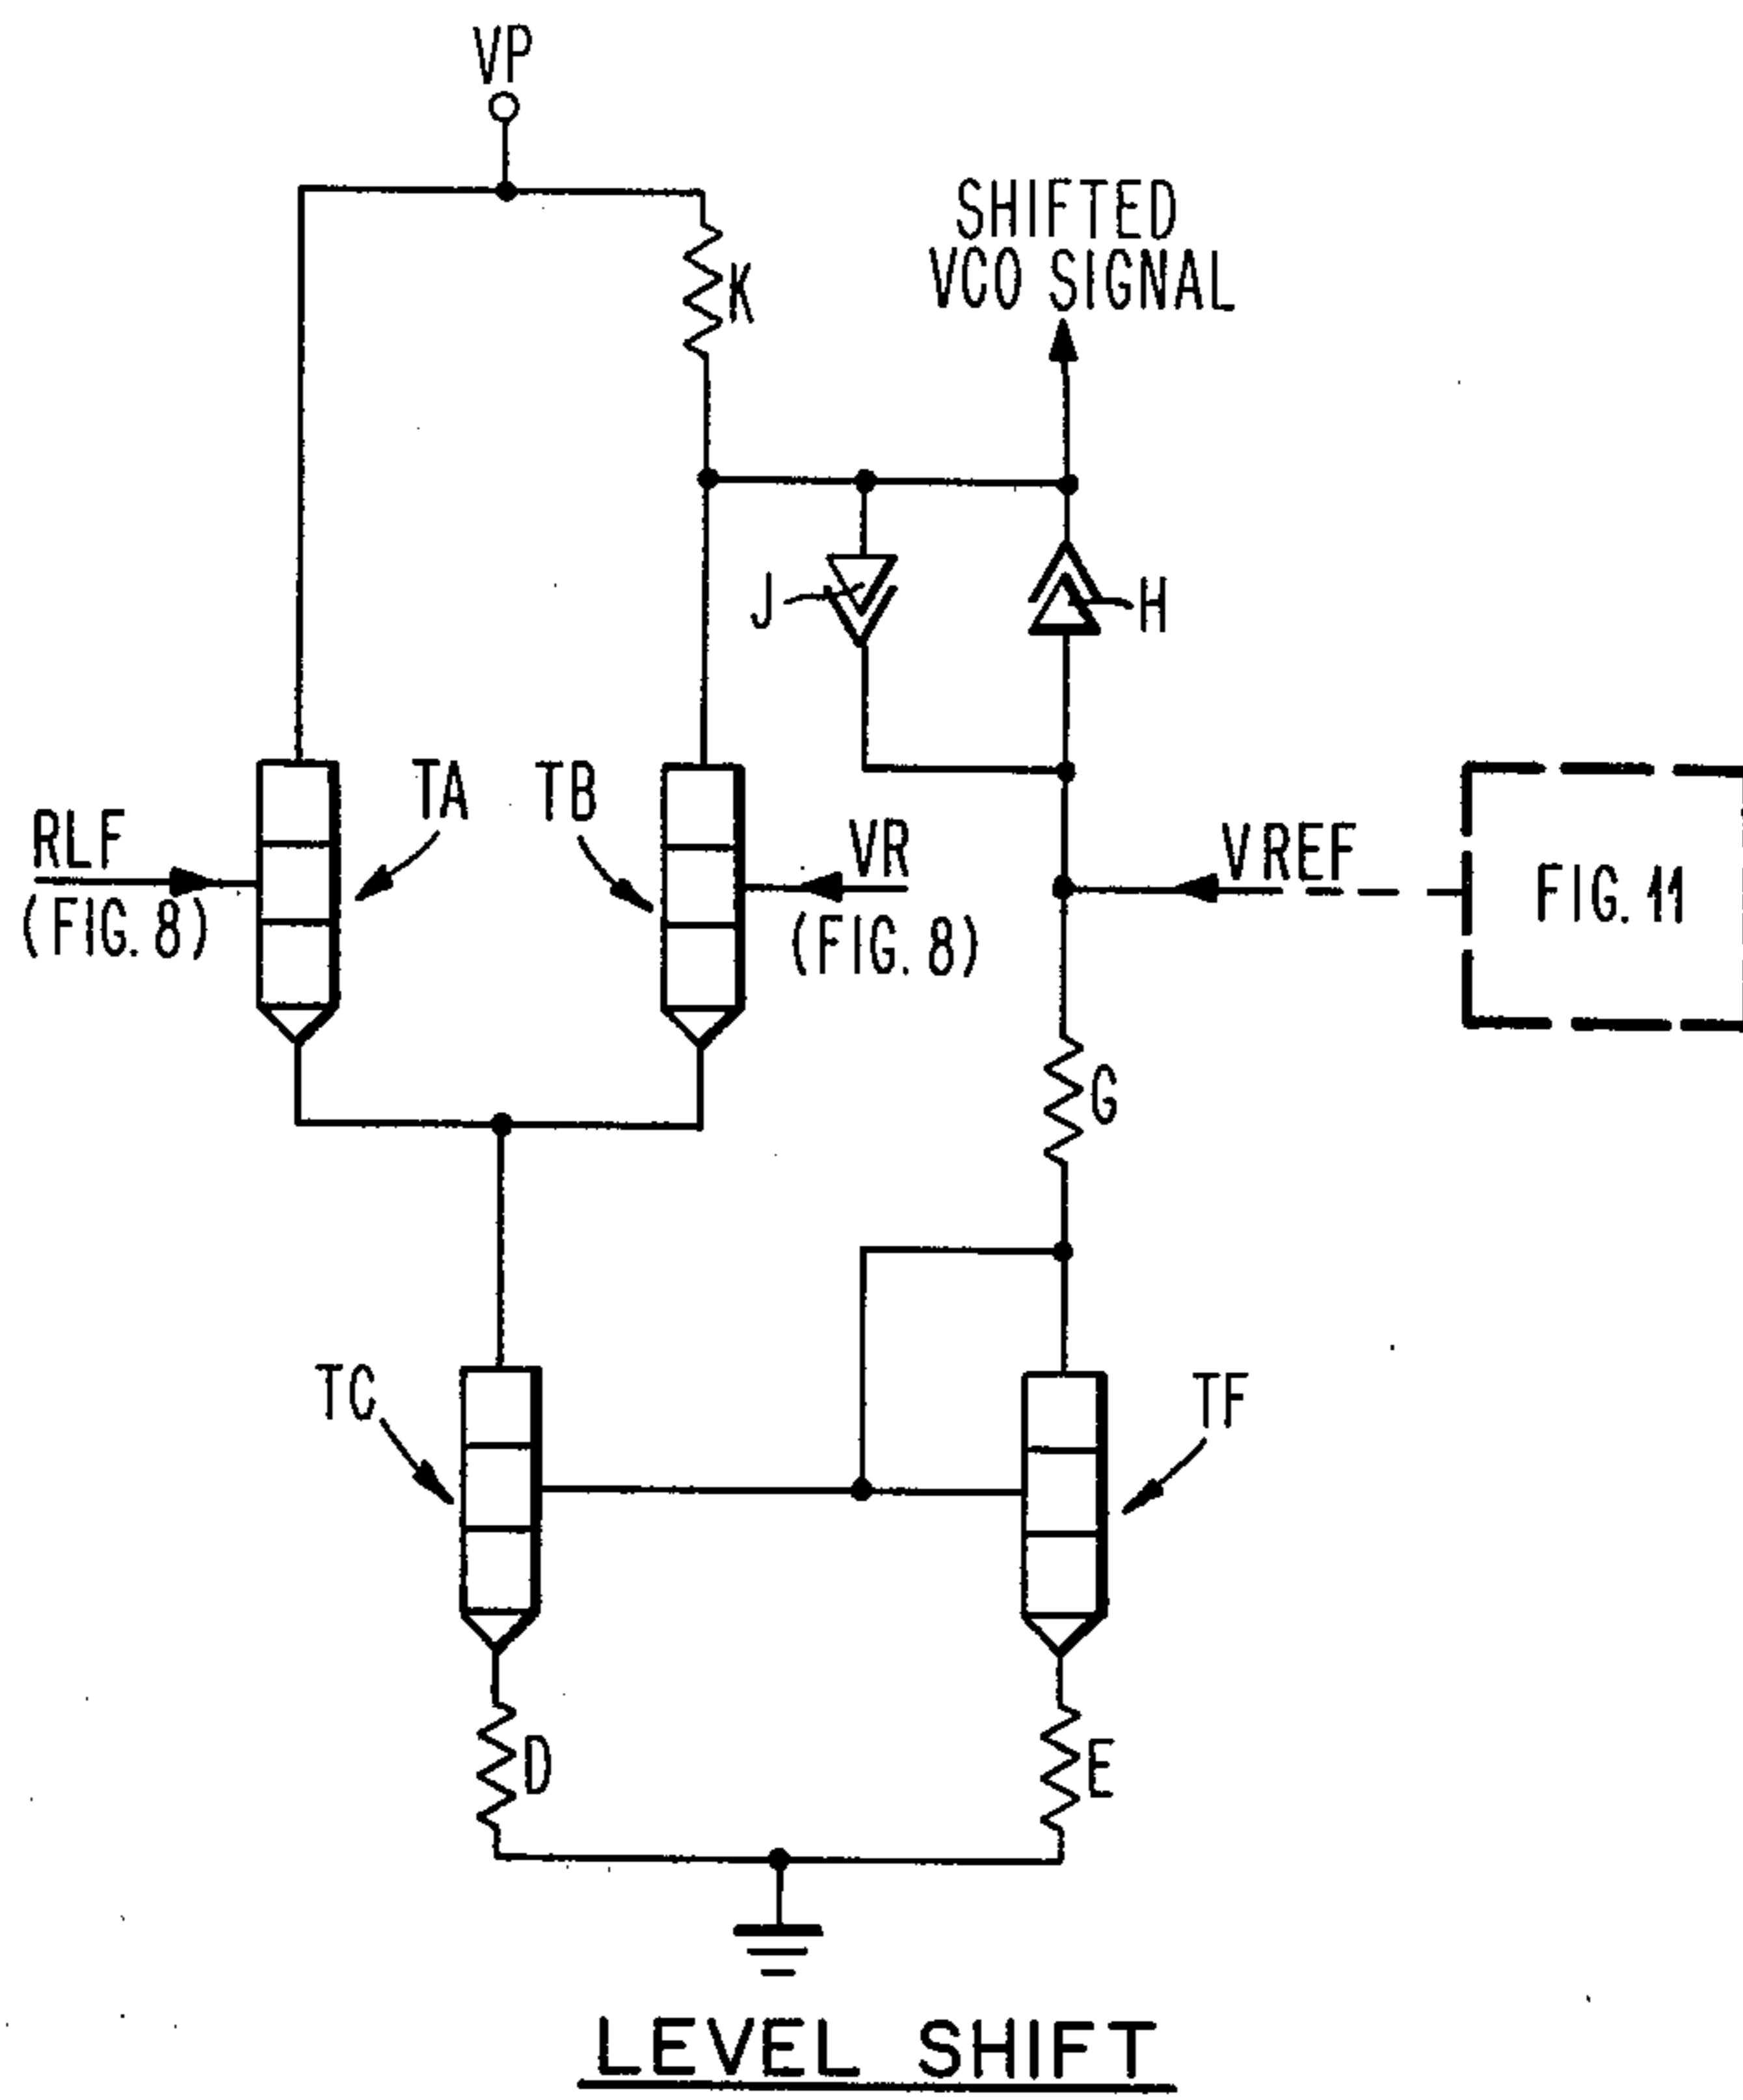 VP
SHIFTED
VCO SIGNAL
K
J
H
TA
TB
RLF
(FIG. 8)
VR
(FIG. 8)
VREF
FIG. 11
G
TC
TF
D
E
LEVEL SHIFT